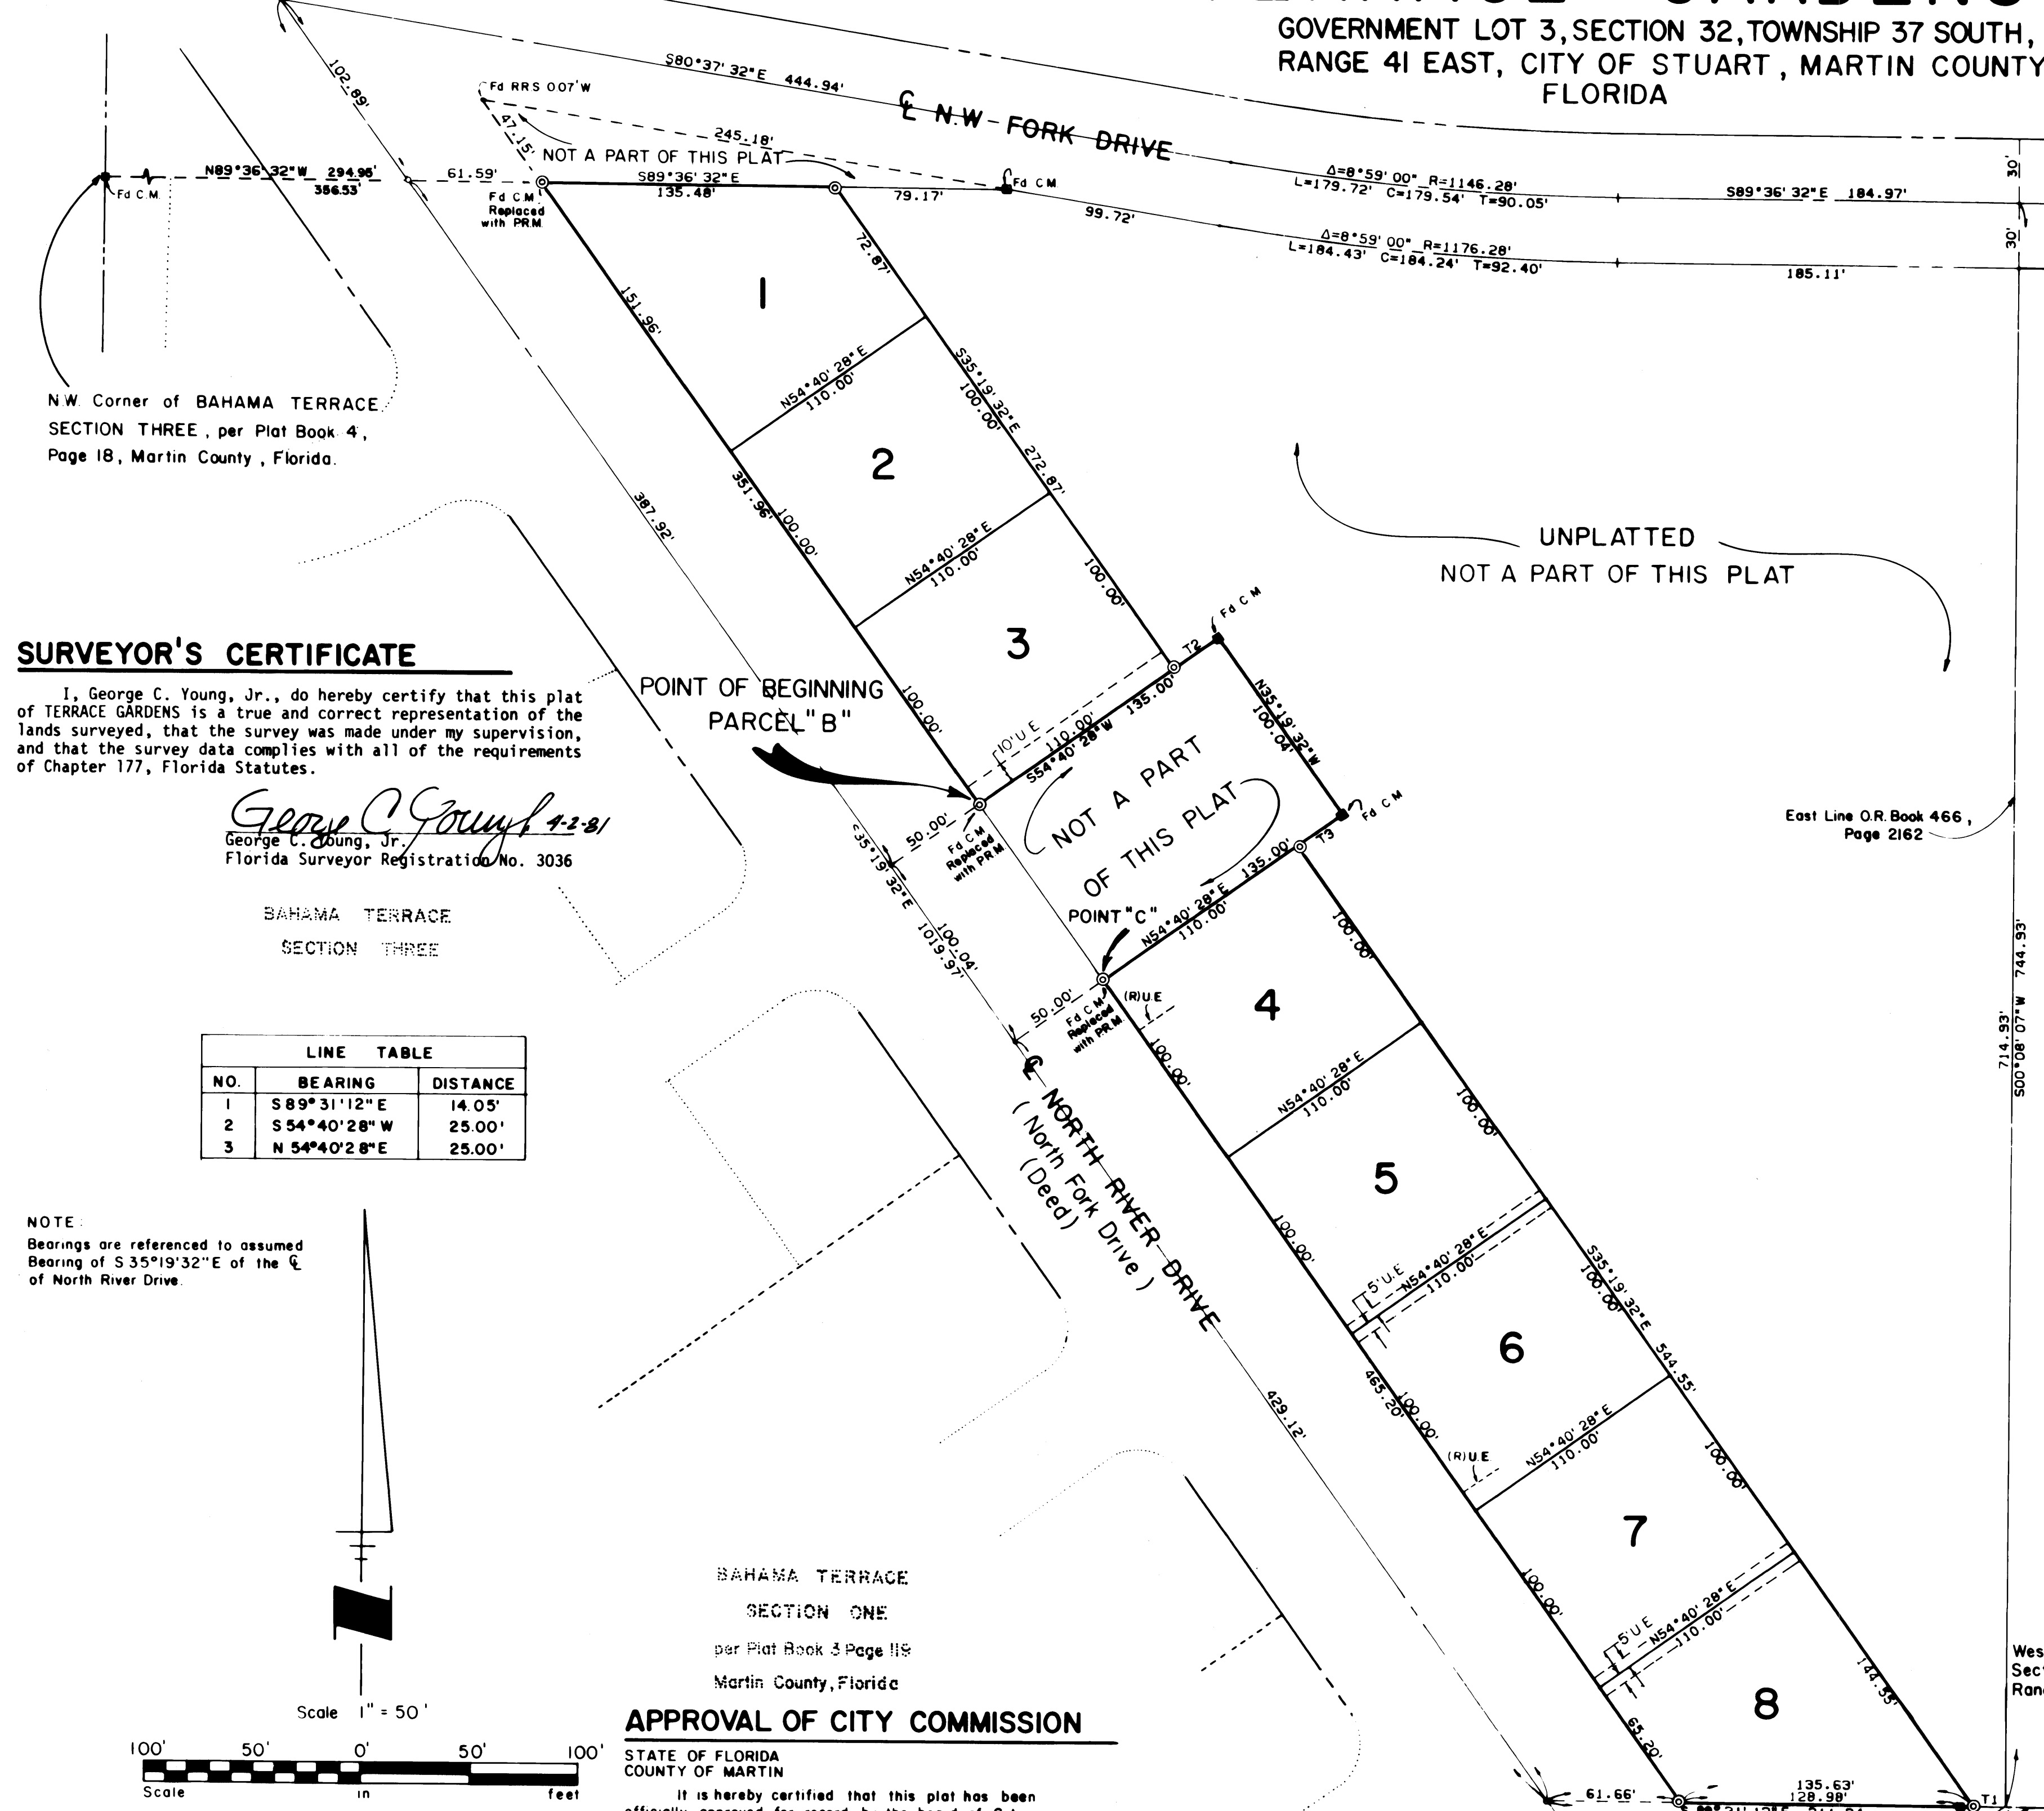 GOVERNMENT LOT 3, SECTION 32, TOWNSHIP 37 SOUTH,
RANGE 41 EAST, CITY OF STUART, MARTIN COUNTY
FLORIDA
102.89'
S80°37'32"E 444.94'
℄ N.W. FORK DRIVE
Fd RRS 0.07' W
47.15'
245.18'
NOT A PART OF THIS PLAT
N89°36'32"W 294.95'
356.53'
Fd C.M.
61.59'
S89°36'32"E
135.48'
79.17'
Fd C.M.
99.72'
Fd C.M.
Replaced
with P.R.M.
Δ=8°59'00" R=1146.28'
L=179.72' C=179.54' T=90.05'
S89°36'32"E 184.97'
30'
30'
Δ=8°59'00" R=1176.28'
L=184.43' C=184.24' T=92.40'
185.11'
72.87'
1
151.96'
N54°40'28"E
110.00'
S35°19'32"E
100.00'
272.87'
N.W. Corner of BAHAMA TERRACE
SECTION THREE, per Plat Book 4,
Page 18, Martin County, Florida.
2
351.96'
100.00'
387.92'
N54°40'28"E
110.00'
100.00'
UNPLATTED
NOT A PART OF THIS PLAT
3
100.00'
T2
Fd C M
SURVEYOR'S CERTIFICATE
I, George C. Young, Jr., do hereby certify that this plat
of TERRACE GARDENS is a true and correct representation of the
lands surveyed, that the survey was made under my supervision,
and that the survey data complies with all of the requirements
of Chapter 177, Florida Statutes.
George C Young Jr 4-2-81
George C. Young, Jr.
Florida Surveyor Registration No. 3036
POINT OF BEGINNING
PARCEL "B"
10' U E
110.00' 135.00'
S54°40'28"W
N35°19'32"W
100.04'
NOT A PART
OF THIS PLAT
Fd C M
T3
50.00'
Fd C M
Replaced
with P.R.M.
East Line O.R. Book 466,
Page 2162
S35°19'32"E 1019.97'
100.04'
POINT "C"
N54°40'28"E 135.00'
110.00'
50.00'
Fd C M
Replaced
with P.R.M.
(R) U.E
4
100.00'
100.00'
714.93'
S00°08'07"W 744.93'
BAHAMA TERRACE
SECTION THREE
LINE TABLE
NO. BEARING DISTANCE
1 S 89°31'12" E 14.05'
2 S 54°40'28" W 25.00'
3 N 54°40'28" E 25.00'
N54°40'28"E
110.00'
100.00'
℄ NORTH RIVER DRIVE
(North Fork Drive)
(Deed)
5
100.00'
NOTE:
Bearings are referenced to assumed
Bearing of S 35°19'32" E of the ℄
of North River Drive.
5' U.E
N54°40'28"E
110.00'
S35°19'32"E 544.55'
100.00'
6
465.20'
100.00'
429.12'
(R) U.E
N54°40'28"E
110.00'
100.00'
7
100.00'
5' U E
N54°40'28"E
110.00'
144.55'
8
65.20'
BAHAMA TERRACE
SECTION ONE
per Plat Book 3 Page 119
Martin County, Florida
Wes
Sec
Ran
Scale 1" = 50'
100' 50' 0' 50' 100'
Scale in feet
APPROVAL OF CITY COMMISSION
STATE OF FLORIDA
COUNTY OF MARTIN
It is hereby certified that this plat has been
61.66'
135.63'
128.98'
T1